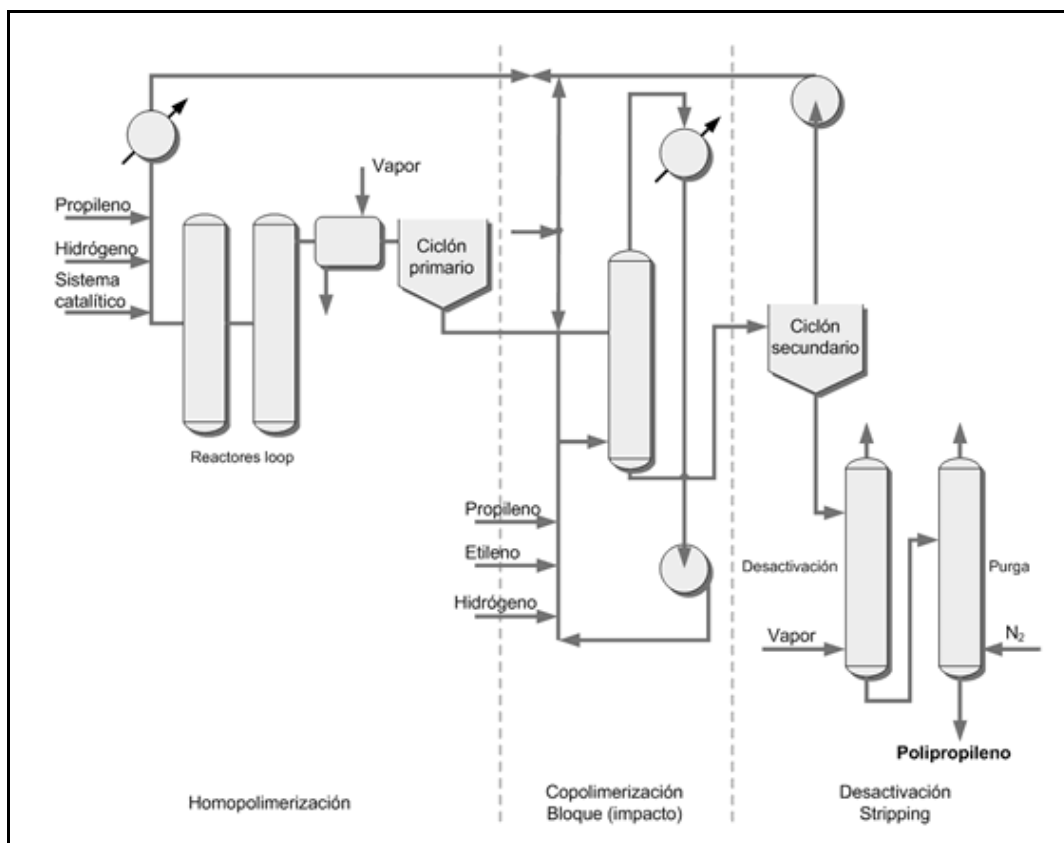 Propileno
Hidrógeno
Sistema
catalítico
Reactores loop
Vapor
Ciclón
primario
Homopolimerización
Propileno
Etileno
Hidrógeno
Copolimerización
Bloque (impacto)
Ciclón
secundario
Desactivación
Vapor
Purga
N₂
Polipropileno
Desactivación
Stripping